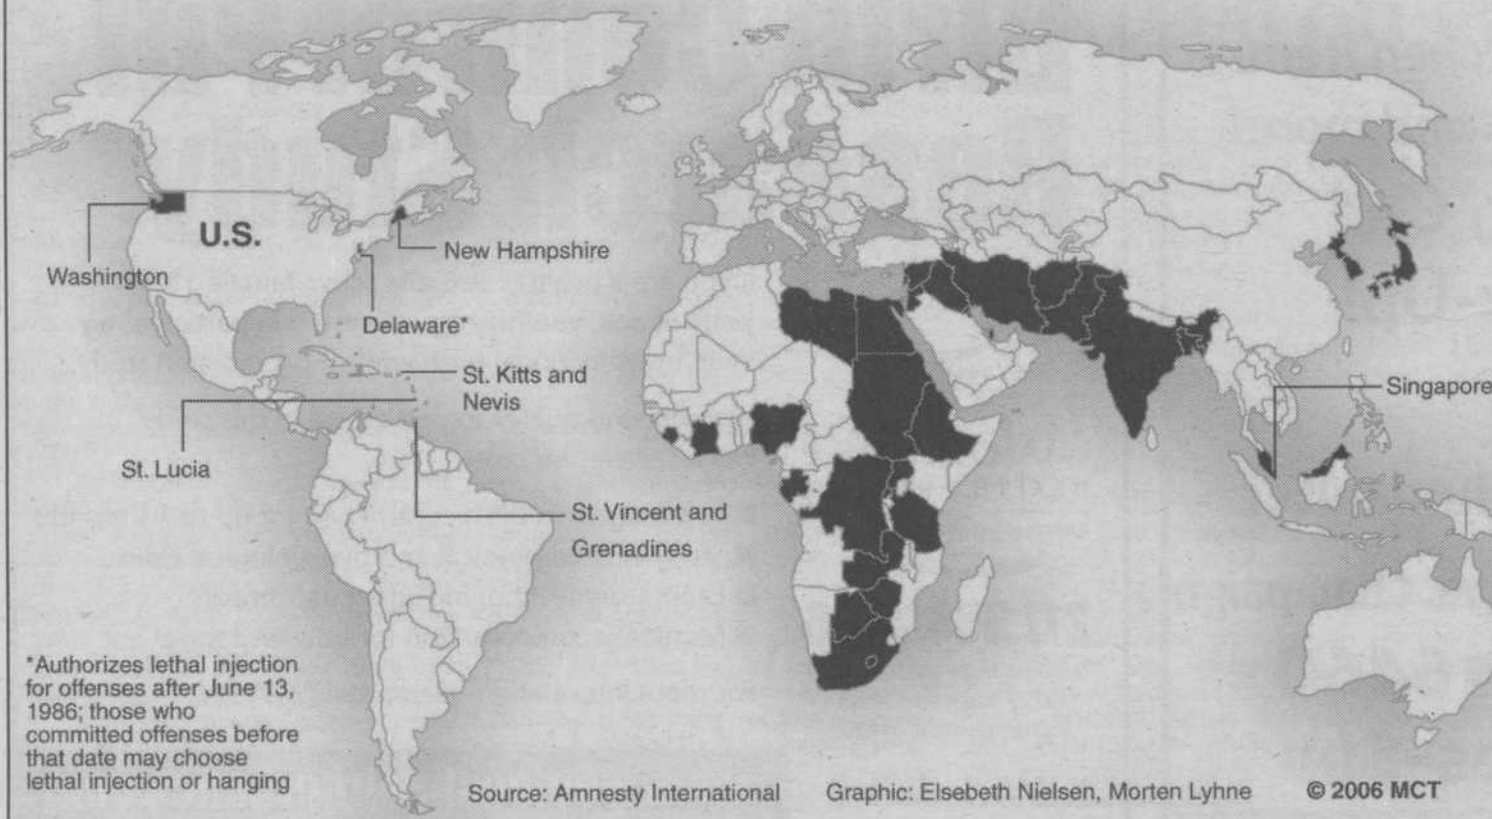 U.S.
Washington
New Hampshire
Delaware*
St. Kitts and
Nevis
St. Lucia
St. Vincent and
Grenadines
Singapore
*Authorizes lethal injection
for offenses after June 13,
1986; those who
committed offenses before
that date may choose
lethal injection or hanging
Source: Amnesty International
Graphic: Elsebeth Nielsen, Morten Lyhne
© 2006 MCT